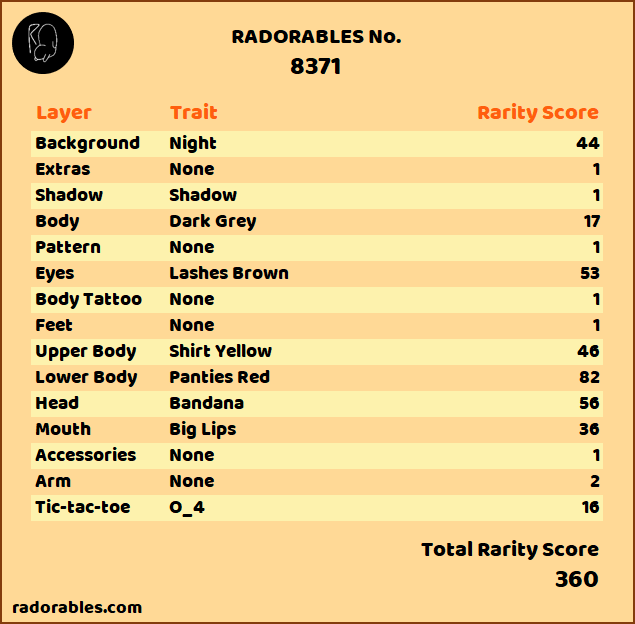 RADORABLES No.
8371
Layer Trait Rarity Score
Background Night 44
Extras None 1
Shadow Shadow 1
Body Dark Grey 17
Pattern None 1
Eyes Lashes Brown 53
Body Tattoo None 1
Feet None 1
Upper Body Shirt Yellow 46
Lower Body Panties Red 82
Head Bandana 56
Mouth Big Lips 36
Accessories None 1
Arm None 2
Tic-tac-toe O_4 16
Total Rarity Score
360
radorables.com